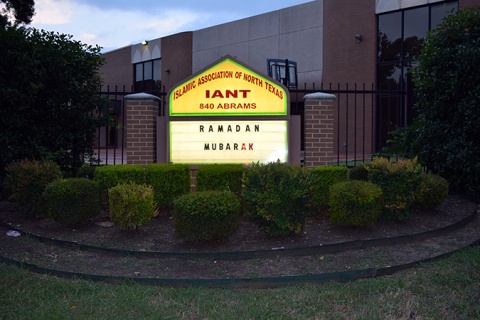 ISLAMIC ASSOCIATION OF NORTH TEXAS
IANT
840 ABRAMS
RAMADAN
MUBARAK